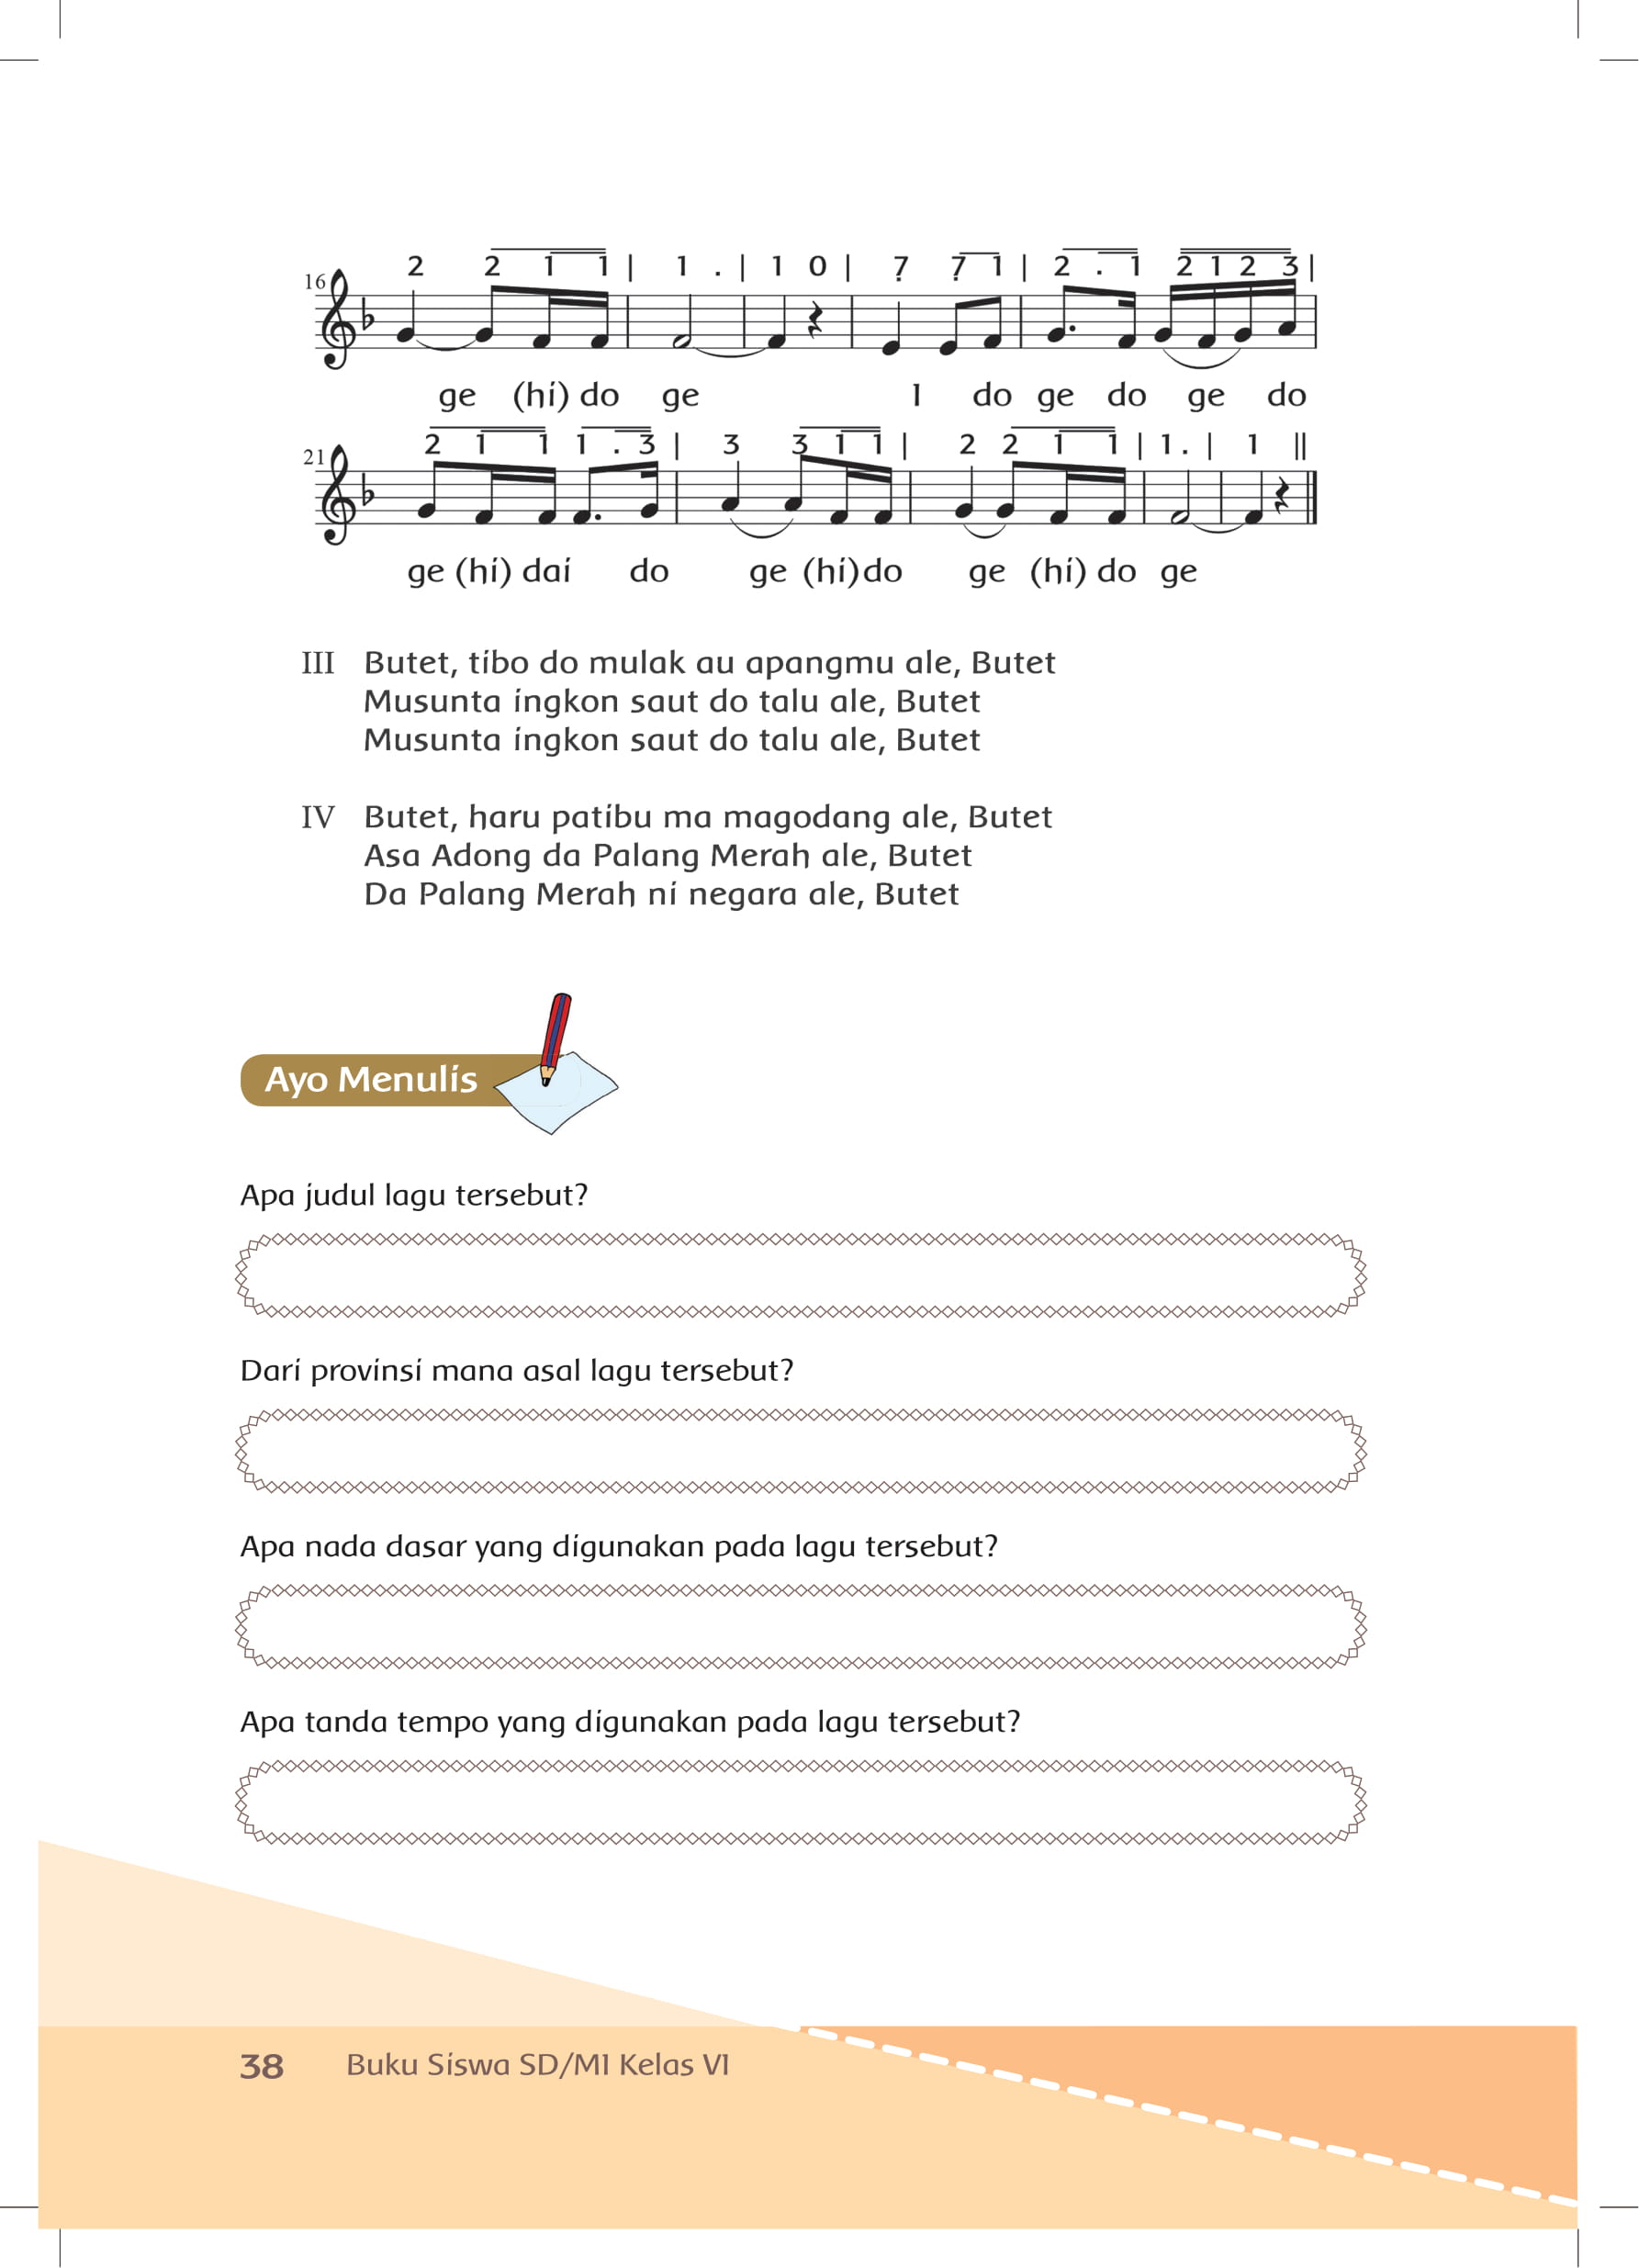 2 2 1 1 | 1 . | 1 0 | 7 7 1 | 2 . 1 2 1 2 3 |
16
ge (hi) do ge I do ge do ge do
2 1 1 1 . 3 | 3 3 1 1 | 2 2 1 1 | 1 . | 1 ||
21
ge (hi) dai do ge (hi) do ge (hi) do ge
III Butet, tibo do mulak au apangmu ale, Butet
Musunta ingkon saut do talu ale, Butet
Musunta ingkon saut do talu ale, Butet
IV Butet, haru patibu ma magodang ale, Butet
Asa Adong da Palang Merah ale, Butet
Da Palang Merah ni negara ale, Butet
Ayo Menulis
Apa judul lagu tersebut?
Dari provinsi mana asal lagu tersebut?
Apa nada dasar yang digunakan pada lagu tersebut?
Apa tanda tempo yang digunakan pada lagu tersebut?
38 Buku Siswa SD/MI Kelas VI